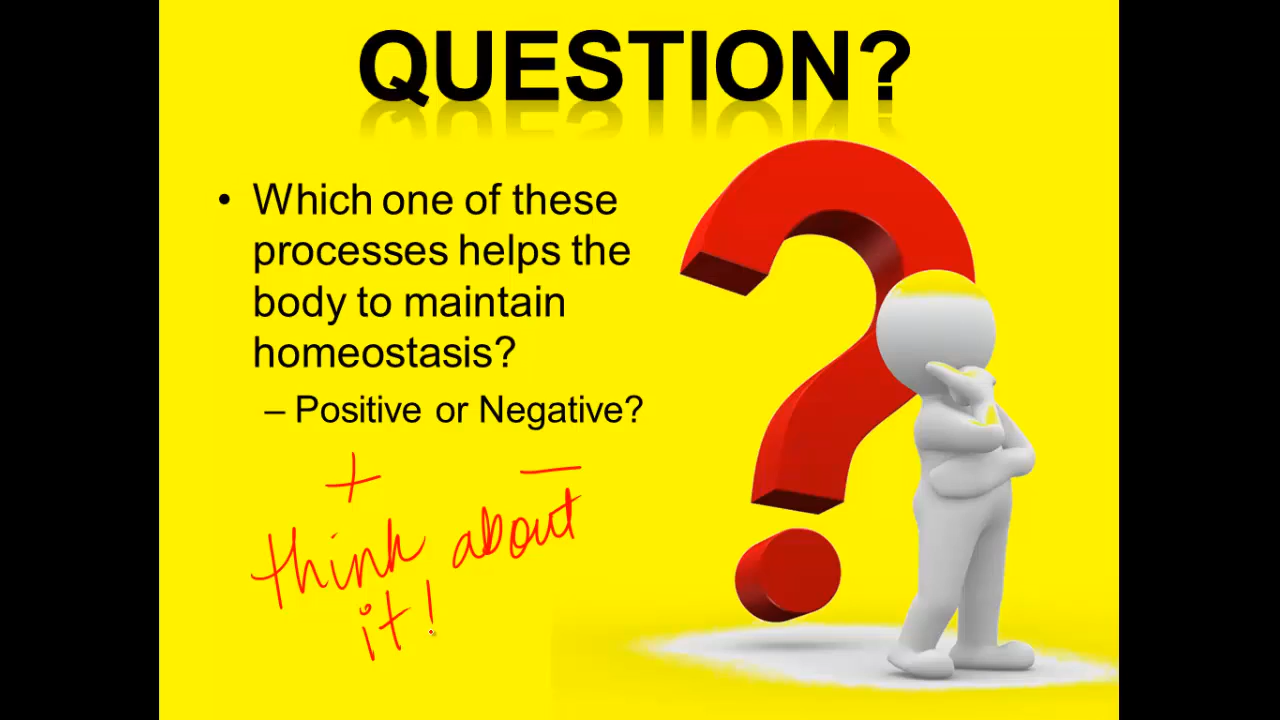 QUESTION?
• Which one of these
processes helps the
body to maintain
homeostasis?
– Positive or Negative?
+ —
think about
it!